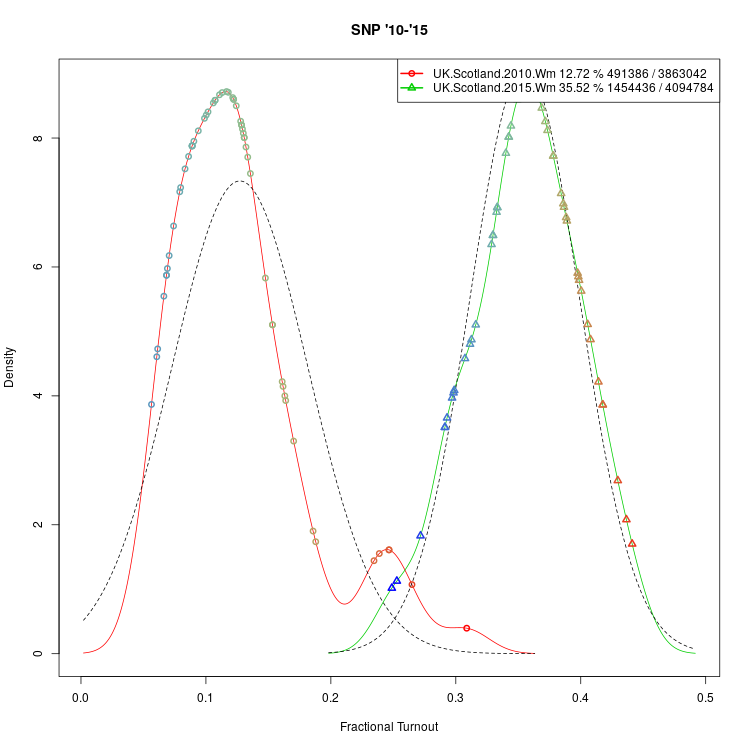 SNP '10-'15
UK.Scotland.2010.Wm 12.72 % 491386 / 3863042
UK.Scotland.2015.Wm 35.52 % 1454436 / 4094784
Density
8
6
4
2
0
0.0 0.1 0.2 0.3 0.4 0.5
Fractional Turnout